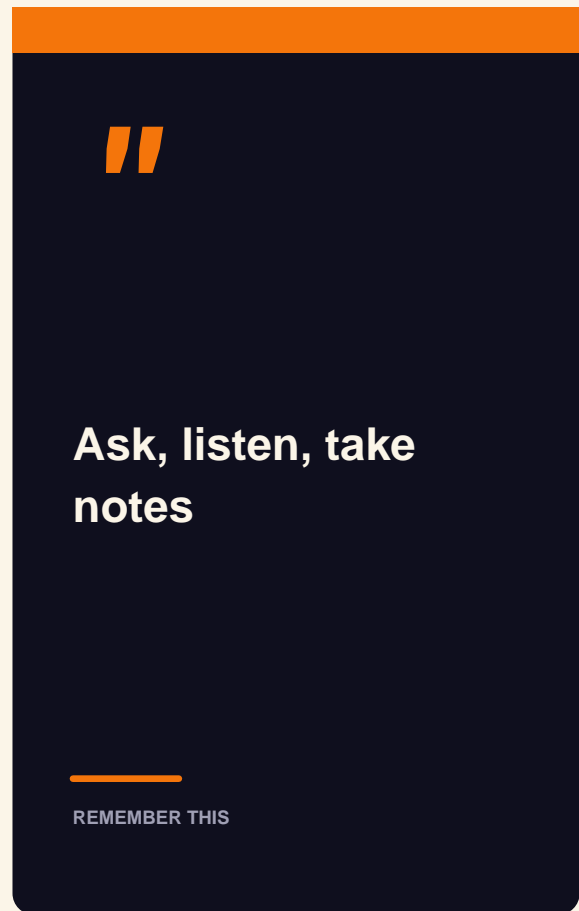 "
Ask, listen, take
notes
REMEMBER THIS